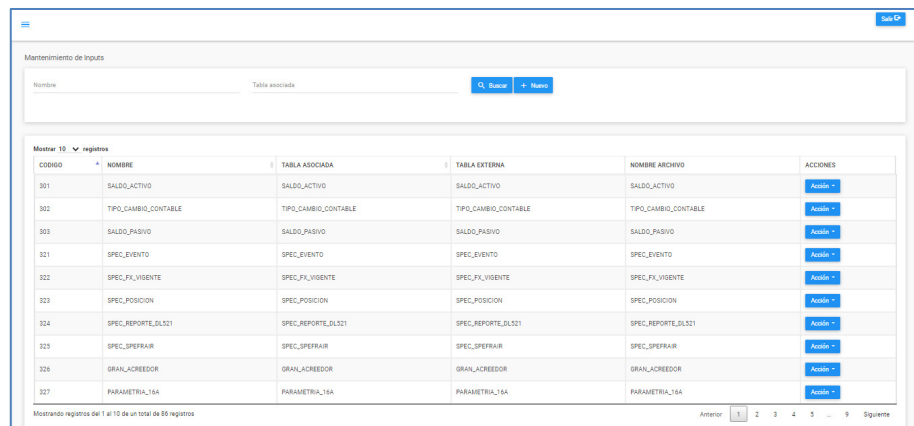 Salir
Mantenimiento de Inputs
Nombre Tabla asociada Buscar + Nuevo
Mostrar 10 registros
CODIGO NOMBRE TABLA ASOCIADA TABLA EXTERNA NOMBRE ARCHIVO ACCIONES
301 SALDO_ACTIVO SALDO_ACTIVO SALDO_ACTIVO SALDO_ACTIVO Acción
302 TIPO_CAMBIO_CONTABLE TIPO_CAMBIO_CONTABLE TIPO_CAMBIO_CONTABLE TIPO_CAMBIO_CONTABLE Acción
303 SALDO_PASIVO SALDO_PASIVO SALDO_PASIVO SALDO_PASIVO Acción
321 SPEC_EVENTO SPEC_EVENTO SPEC_EVENTO SPEC_EVENTO Acción
322 SPEC_FX_VIGENTE SPEC_FX_VIGENTE SPEC_FX_VIGENTE SPEC_FX_VIGENTE Acción
323 SPEC_POSICION SPEC_POSICION SPEC_POSICION SPEC_POSICION Acción
324 SPEC_REPORTE_DL521 SPEC_REPORTE_DL521 SPEC_REPORTE_DL521 SPEC_REPORTE_DL521 Acción
325 SPEC_SPEFRAIR SPEC_SPEFRAIR SPEC_SPEFRAIR SPEC_SPEFRAIR Acción
326 GRAN_ACREEDOR GRAN_ACREEDOR GRAN_ACREEDOR GRAN_ACREEDOR Acción
327 PARAMETRIA_16A PARAMETRIA_16A PARAMETRIA_16A PARAMETRIA_16A Acción
Mostrando registros del 1 al 10 de un total de 86 registros Anterior 1 2 3 4 5 … 9 Siguiente